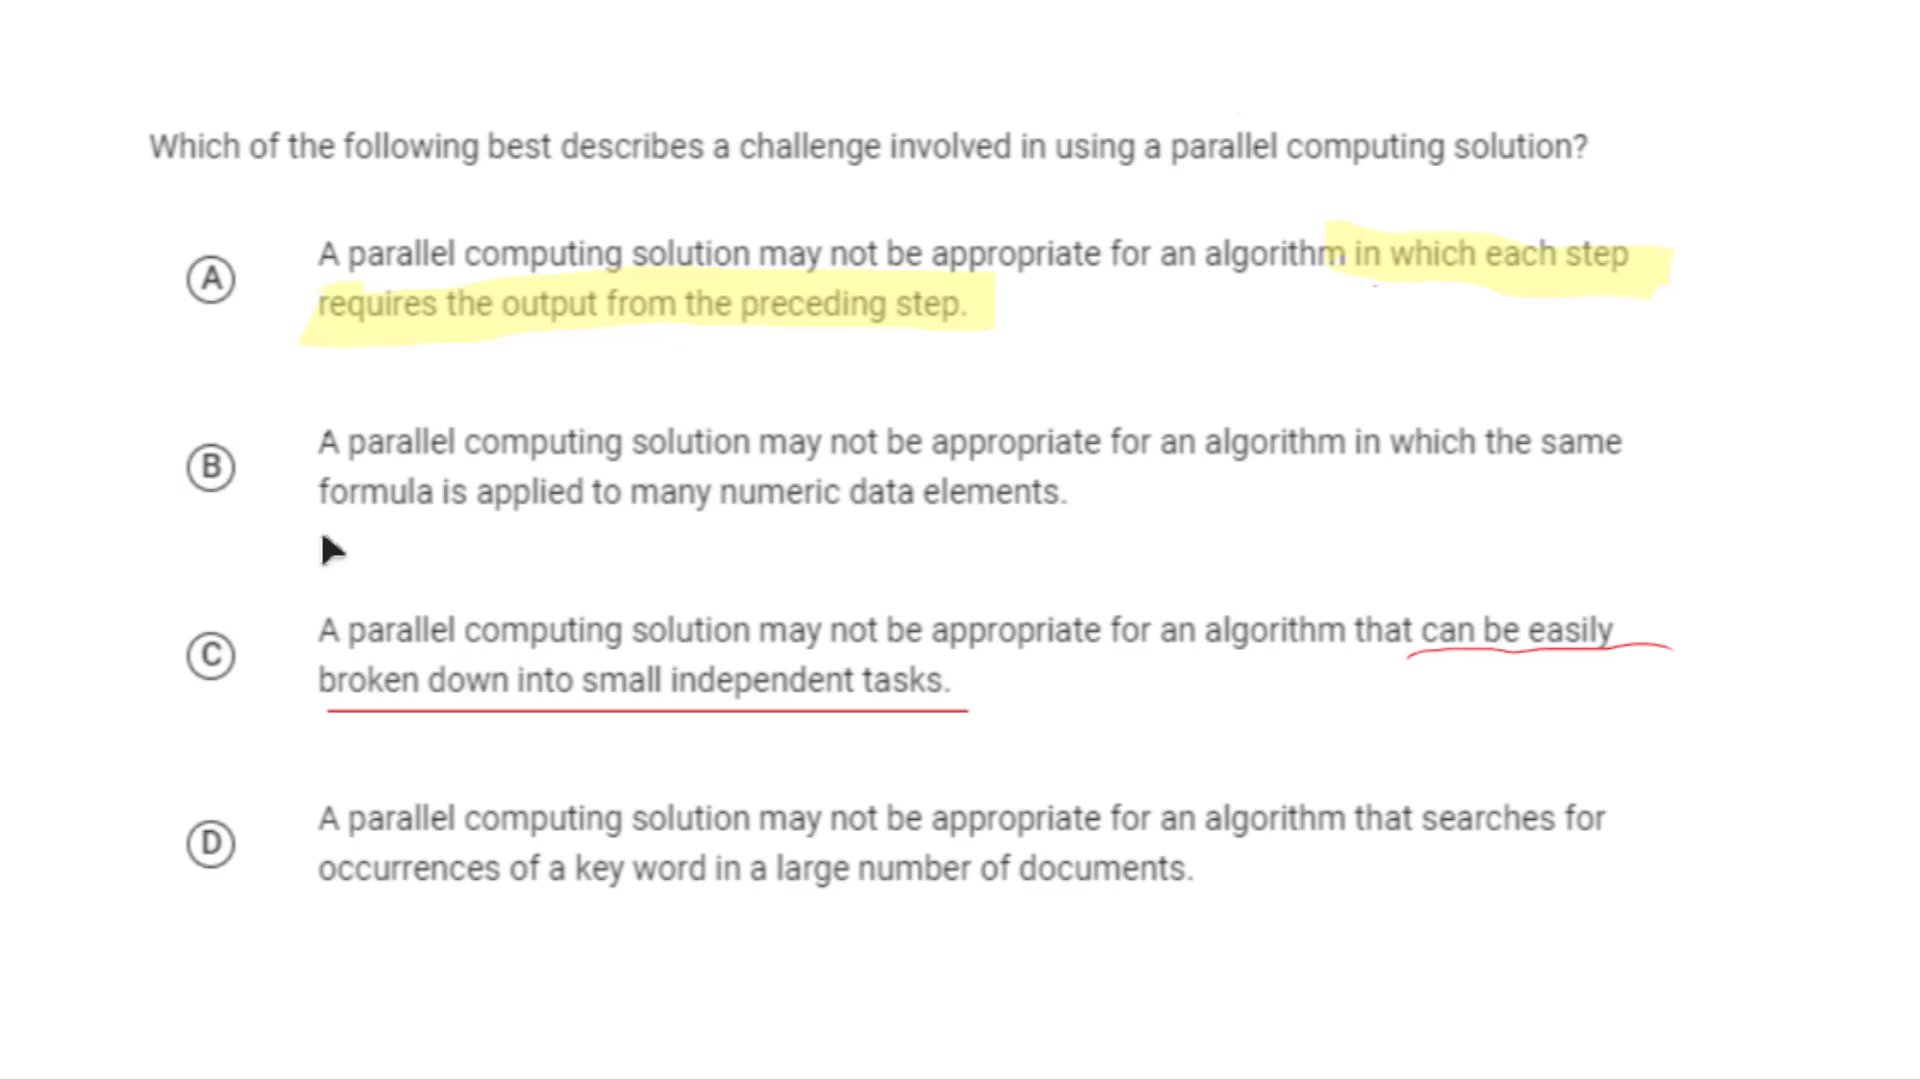 Which of the following best describes a challenge involved in using a parallel computing solution?
A
A parallel computing solution may not be appropriate for an algorithm in which each step
requires the output from the preceding step.
B
A parallel computing solution may not be appropriate for an algorithm in which the same
formula is applied to many numeric data elements.
C
A parallel computing solution may not be appropriate for an algorithm that can be easily
broken down into small independent tasks.
D
A parallel computing solution may not be appropriate for an algorithm that searches for
occurrences of a key word in a large number of documents.